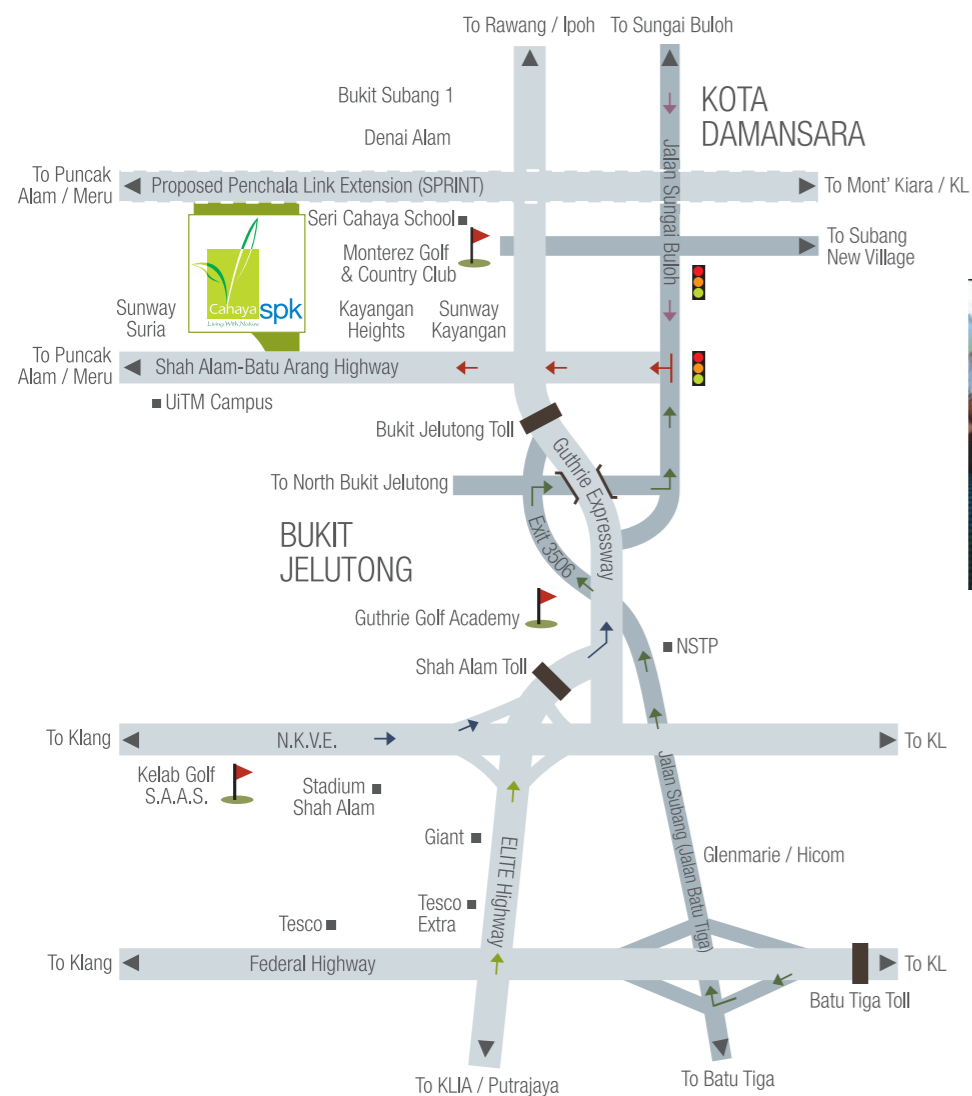 To Rawang / Ipoh
To Sungai Buloh
Bukit Subang 1
KOTA
DAMANSARA
Denai Alam
Jalan Sungai Buloh
To Puncak
Alam / Meru
Proposed Penchala Link Extension (SPRINT)
To Mont' Kiara / KL
Seri Cahaya School
Monterez Golf
& Country Club
To Subang
New Village
Cahaya
spk
Living With Nature
Sunway
Suria
Kayangan
Heights
Sunway
Kayangan
To Puncak
Alam / Meru
Shah Alam-Batu Arang Highway
UiTM Campus
Bukit Jelutong Toll
Guthrie Expressway
To North Bukit Jelutong
BUKIT
JELUTONG
Exit 3506
Guthrie Golf Academy
NSTP
Shah Alam Toll
To Klang
N.K.V.E.
To KL
Kelab Golf
S.A.A.S.
Stadium
Shah Alam
Jalan Subang (Jalan Batu Tiga)
Giant
ELITE Highway
Glenmarie / Hicom
Tesco
Extra
Tesco
To Klang
Federal Highway
To KL
Batu Tiga Toll
To KLIA / Putrajaya
To Batu Tiga